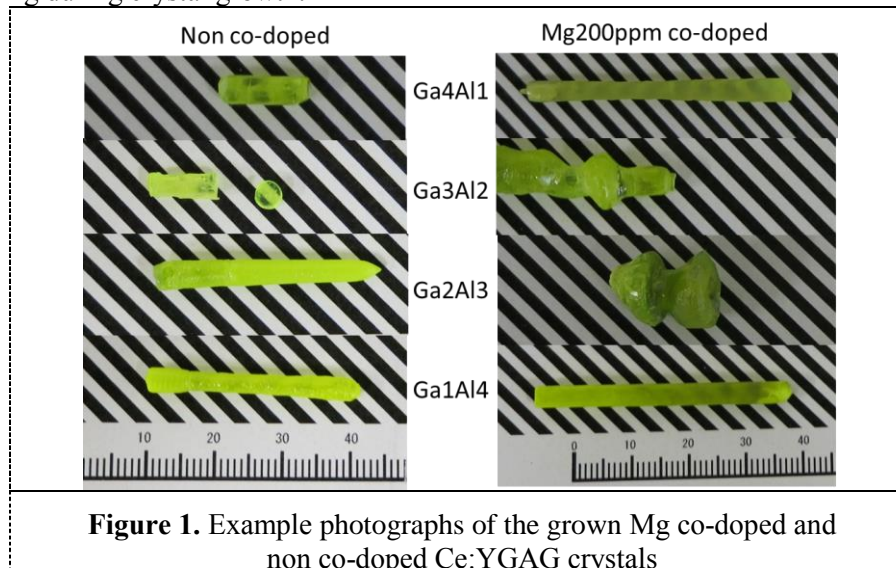 Non co-doped
Mg200ppm co-doped
Ga4Al1
Ga3Al2
Ga2Al3
Ga1Al4
10 20 30 40
0 10 20 30 40
Figure 1. Example photographs of the grown Mg co-doped and
non co-doped Ce:YGAG crystals